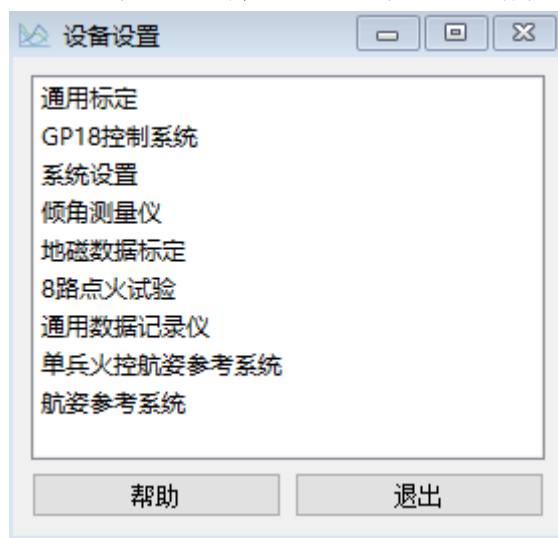 设备设置
通用标定
GP18控制系统
系统设置
倾角测量仪
地磁数据标定
8路点火试验
通用数据记录仪
单兵火控航姿参考系统
航姿参考系统
帮助
退出